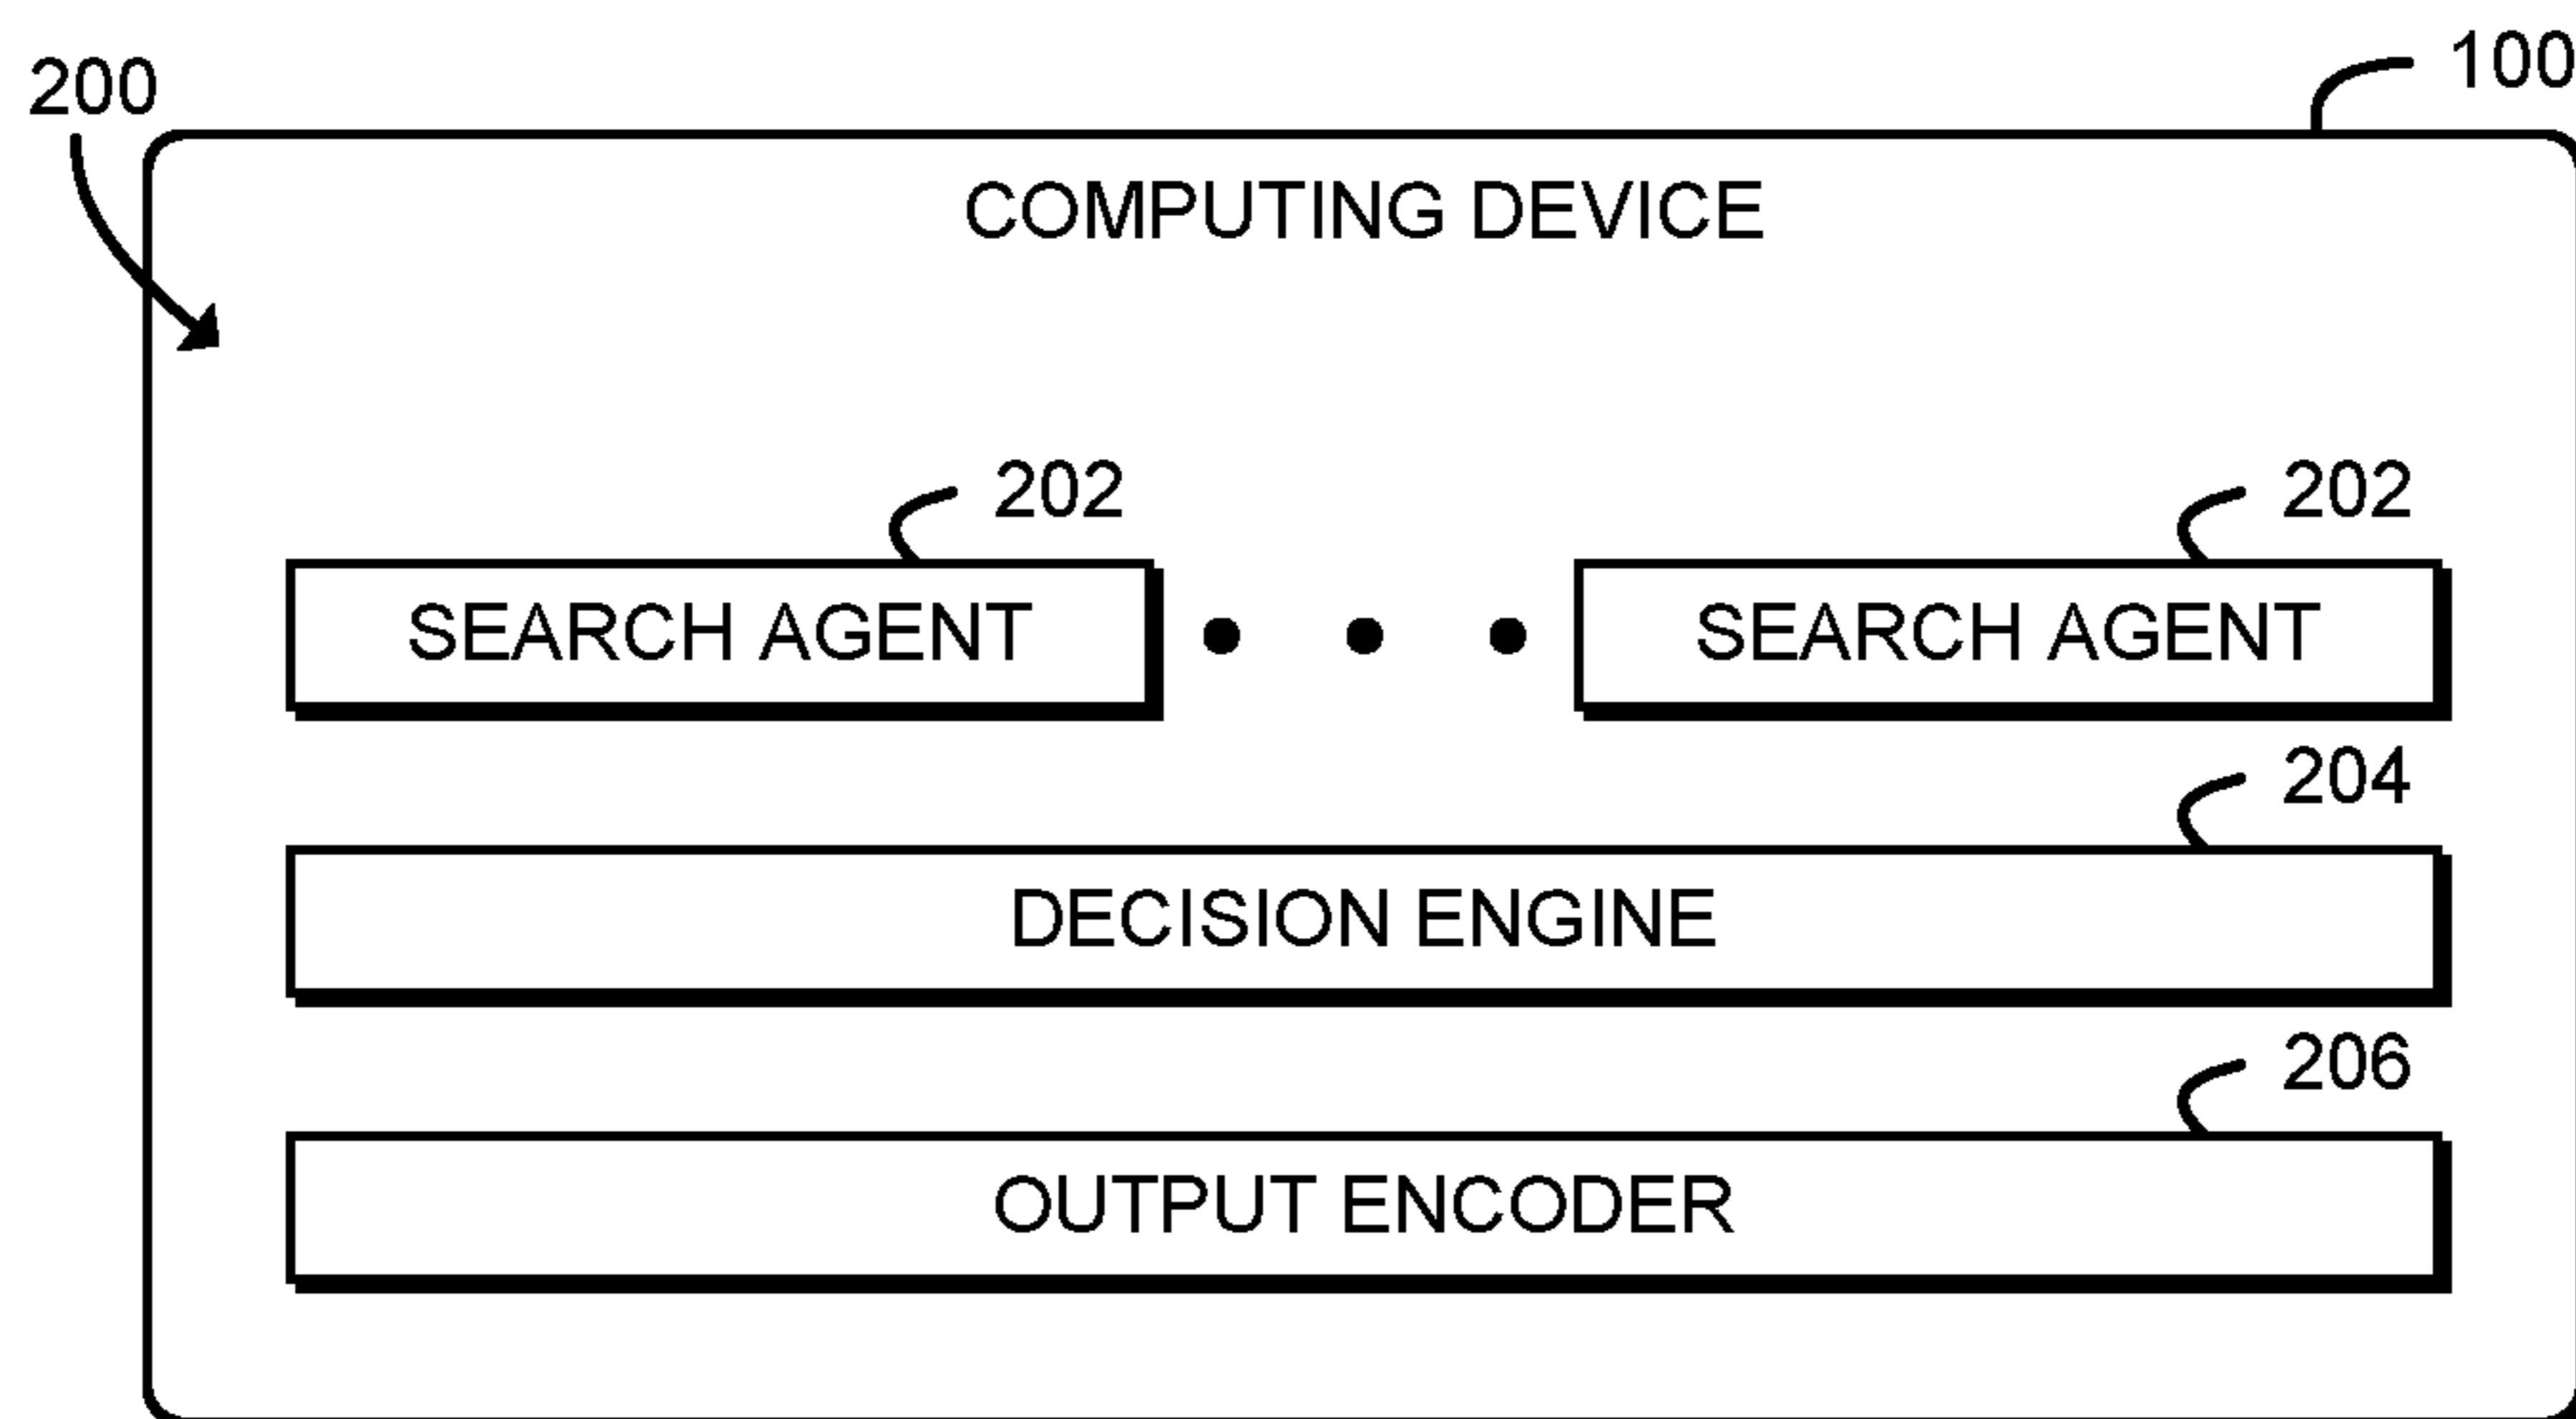 200
100
COMPUTING DEVICE
202
202
SEARCH AGENT
SEARCH AGENT
204
DECISION ENGINE
206
OUTPUT ENCODER